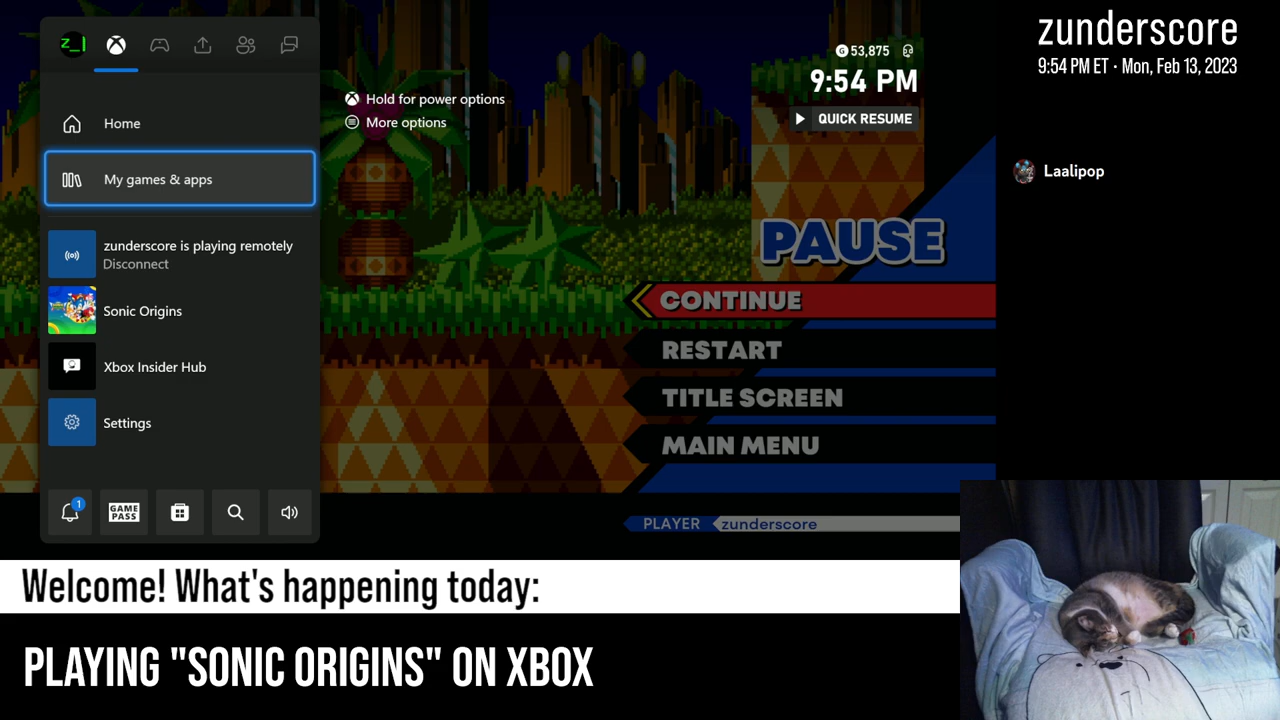 z_|
Home
My games & apps
zunderscore is playing remotely
Disconnect
Sonic Origins
Xbox Insider Hub
Settings
1
GAME
PASS
Hold for power options
More options
G 53,875
9:54 PM
QUICK RESUME
PAUSE
CONTINUE
RESTART
TITLE SCREEN
MAIN MENU
PLAYER zunderscore
zunderscore
9:54 PM ET · Mon, Feb 13, 2023
Laalipop
Welcome! What's happening today:
PLAYING "SONIC ORIGINS" ON XBOX